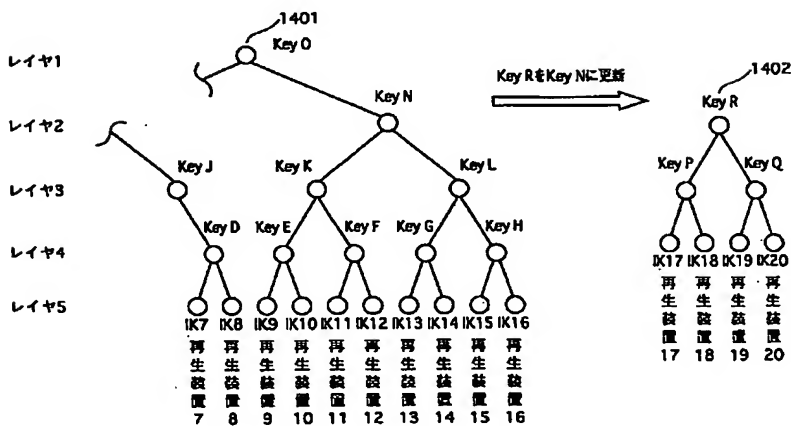 1401
Key O
レイヤ1
Key RをKey Nに更新
1402
Key N
Key R
レイヤ2
Key J
Key K
Key L
Key P
Key Q
レイヤ3
Key D
Key E
Key F
Key G
Key H
レイヤ4
IK17 IK18 IK19 IK20
再生装置17
再生装置18
再生装置19
再生装置20
レイヤ5
IK7 IK8 IK9 IK10 IK11 IK12 IK13 IK14 IK15 IK16
再生装置7
再生装置8
再生装置9
再生装置10
再生装置11
再生装置12
再生装置13
再生装置14
再生装置15
再生装置16